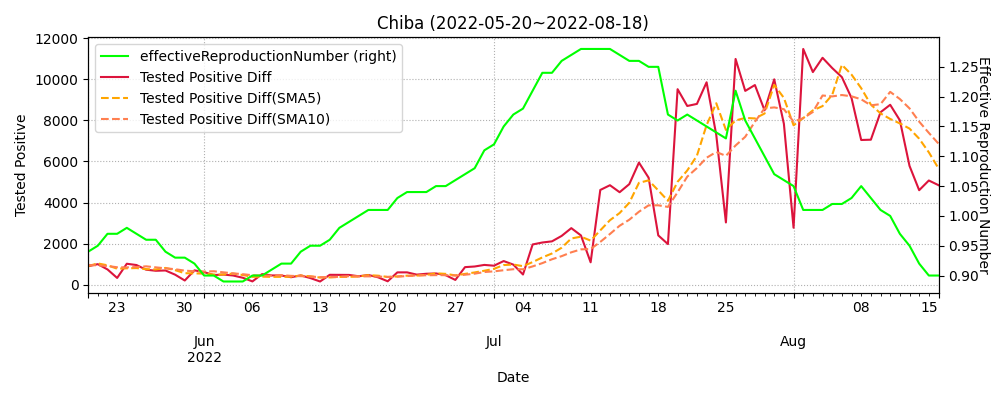 Chiba (2022-05-20~2022-08-18)
effectiveReproductionNumber (right)
Tested Positive Diff
Tested Positive Diff(SMA5)
Tested Positive Diff(SMA10)
Tested Positive
12000
10000
8000
6000
4000
2000
0
Effective Reproduction Number
1.25
1.20
1.15
1.10
1.05
1.00
0.95
0.90
23 30 06 13 20 27 04 11 18 25 08 15
Jun Jul Aug
2022
Date